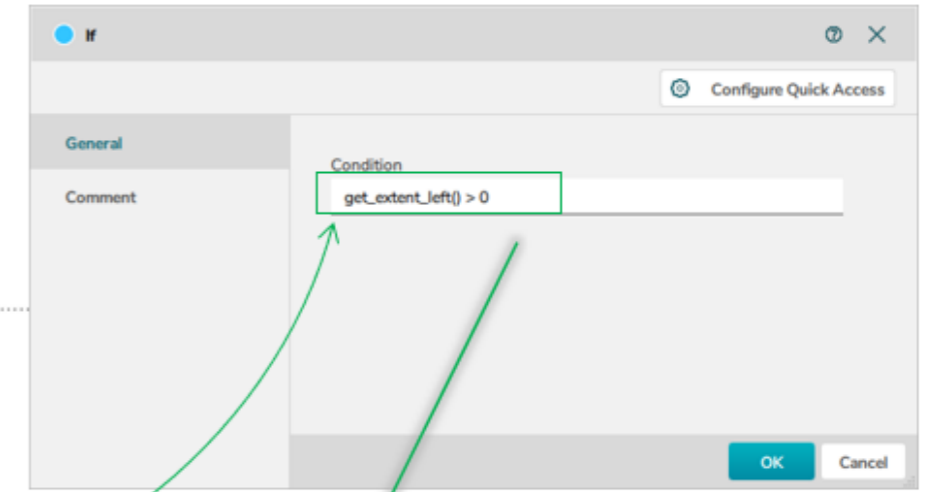 If
Configure Quick Access
General
Comment
Condition
get_extent_left() > 0
OK
Cancel